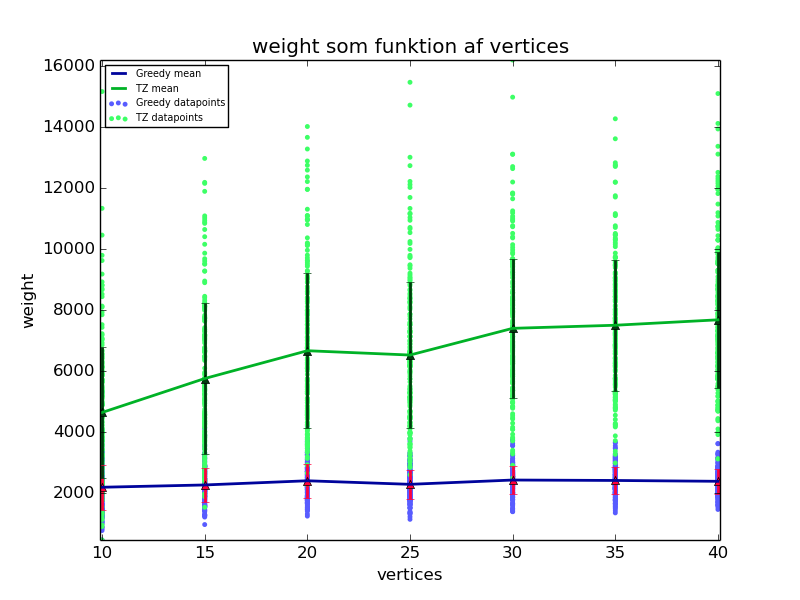 weight som funktion af vertices
16000
14000
12000
10000
8000
6000
4000
2000
weight
Greedy mean
TZ mean
Greedy datapoints
TZ datapoints
10 15 20 25 30 35 40
vertices